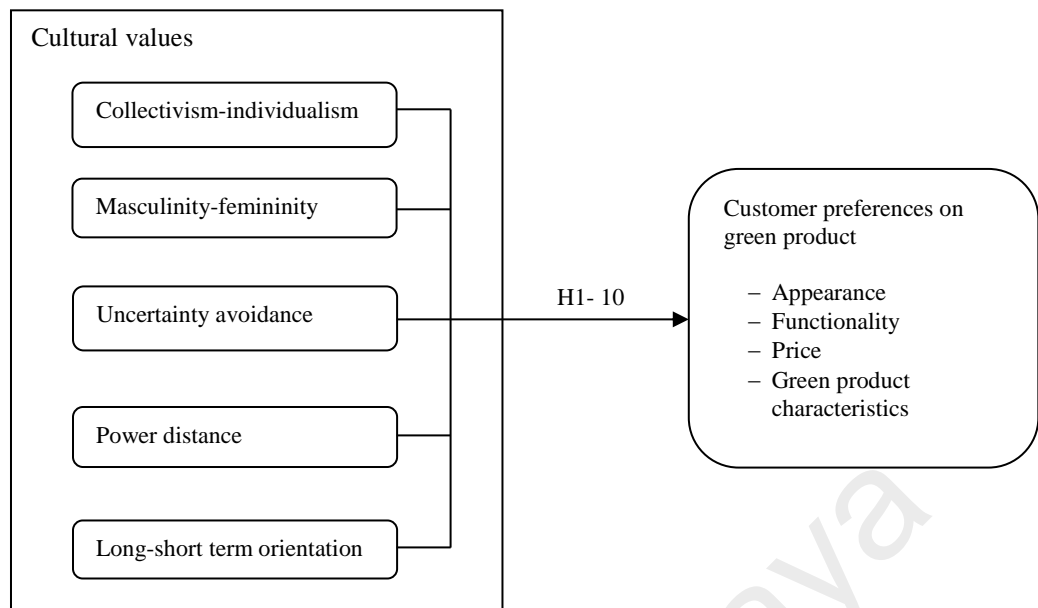 Cultural values
Collectivism-individualism
Masculinity-femininity
Uncertainty avoidance
Power distance
Long-short term orientation
H1- 10
Customer preferences on
green product
– Appearance
– Functionality
– Price
– Green product
characteristics
aya